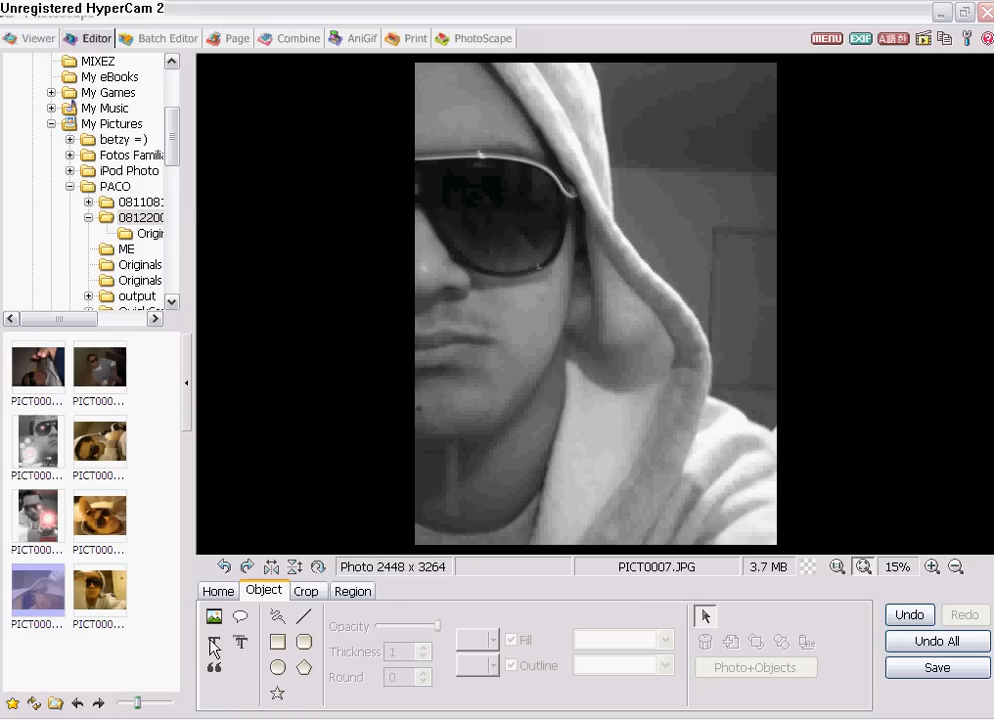 Unregistered HyperCam 2
Viewer Editor Batch Editor Page Combine AniGif Print PhotoScape MENU EXIF
MIXEZ
My eBooks
My Games
My Music
My Pictures
betzy =)
Fotos Famili
iPod Photo
PACO
081108
082200
Origin
ME
Originals
Originals
output
PICT000... PICT000...
PICT000... PICT000...
PICT000... PICT000...
PICT000... PICT000...
Photo 2448 x 3264 PICT0007.JPG 3.7 MB 15%
Home Object Crop Region
Opacity
Thickness 1
Round 0
Fill
Outline
Photo+Objects
Undo Redo
Undo All
Save